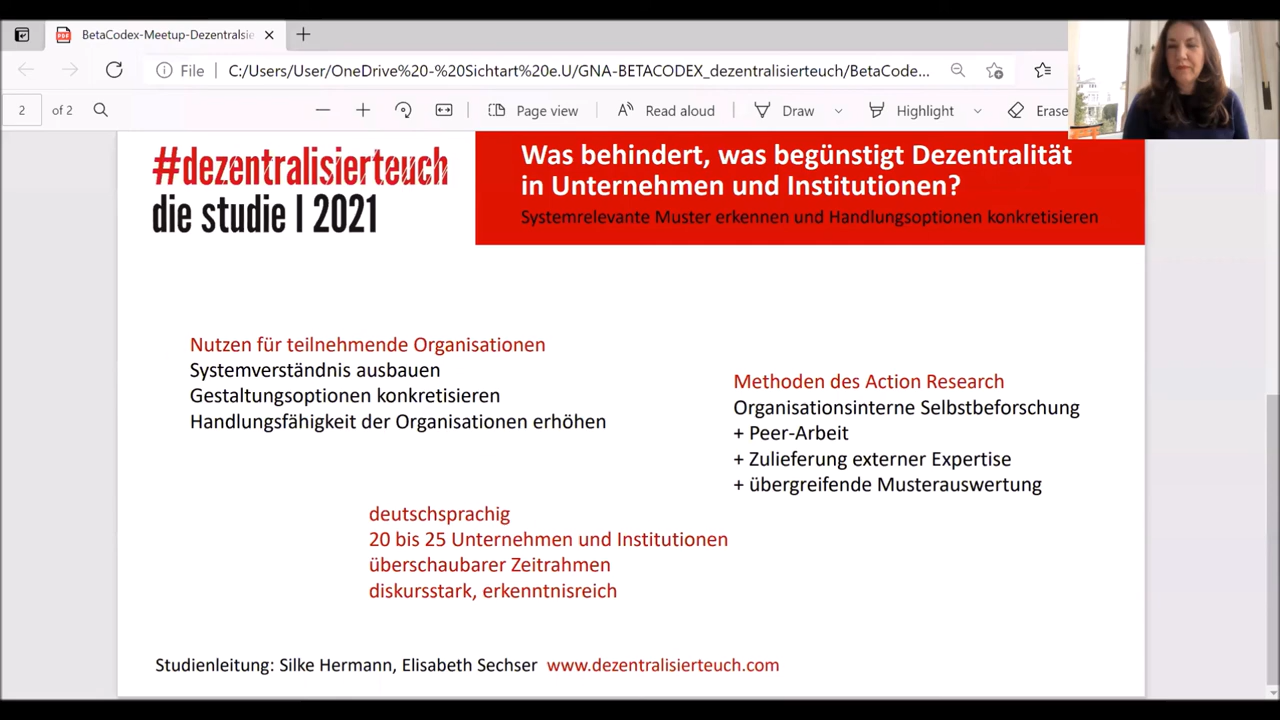 BetaCodex-Meetup-Dezentralsie
2
of 2
File
C:/Users/User/OneDrive%20-%20Sichtart%20e.U/GNA-BETACODEX_dezentralisierteuch/BetaCode...
Page view
Read aloud
Draw
Highlight
Erase
#dezentralisierteuch
die studie | 2021
Was behindert, was begünstigt Dezentralität
in Unternehmen und Institutionen?
Systemrelevante Muster erkennen und Handlungsoptionen konkretisieren
Nutzen für teilnehmende Organisationen
Systemverständnis ausbauen
Gestaltungsoptionen konkretisieren
Handlungsfähigkeit der Organisationen erhöhen
Methoden des Action Research
Organisationsinterne Selbstbeforschung
+ Peer-Arbeit
+ Zulieferung externer Expertise
+ übergreifende Musterauswertung
deutschsprachig
20 bis 25 Unternehmen und Institutionen
überschaubarer Zeitrahmen
diskursstark, erkenntnisreich
Studienleitung: Silke Hermann, Elisabeth Sechser www.dezentralisierteuch.com